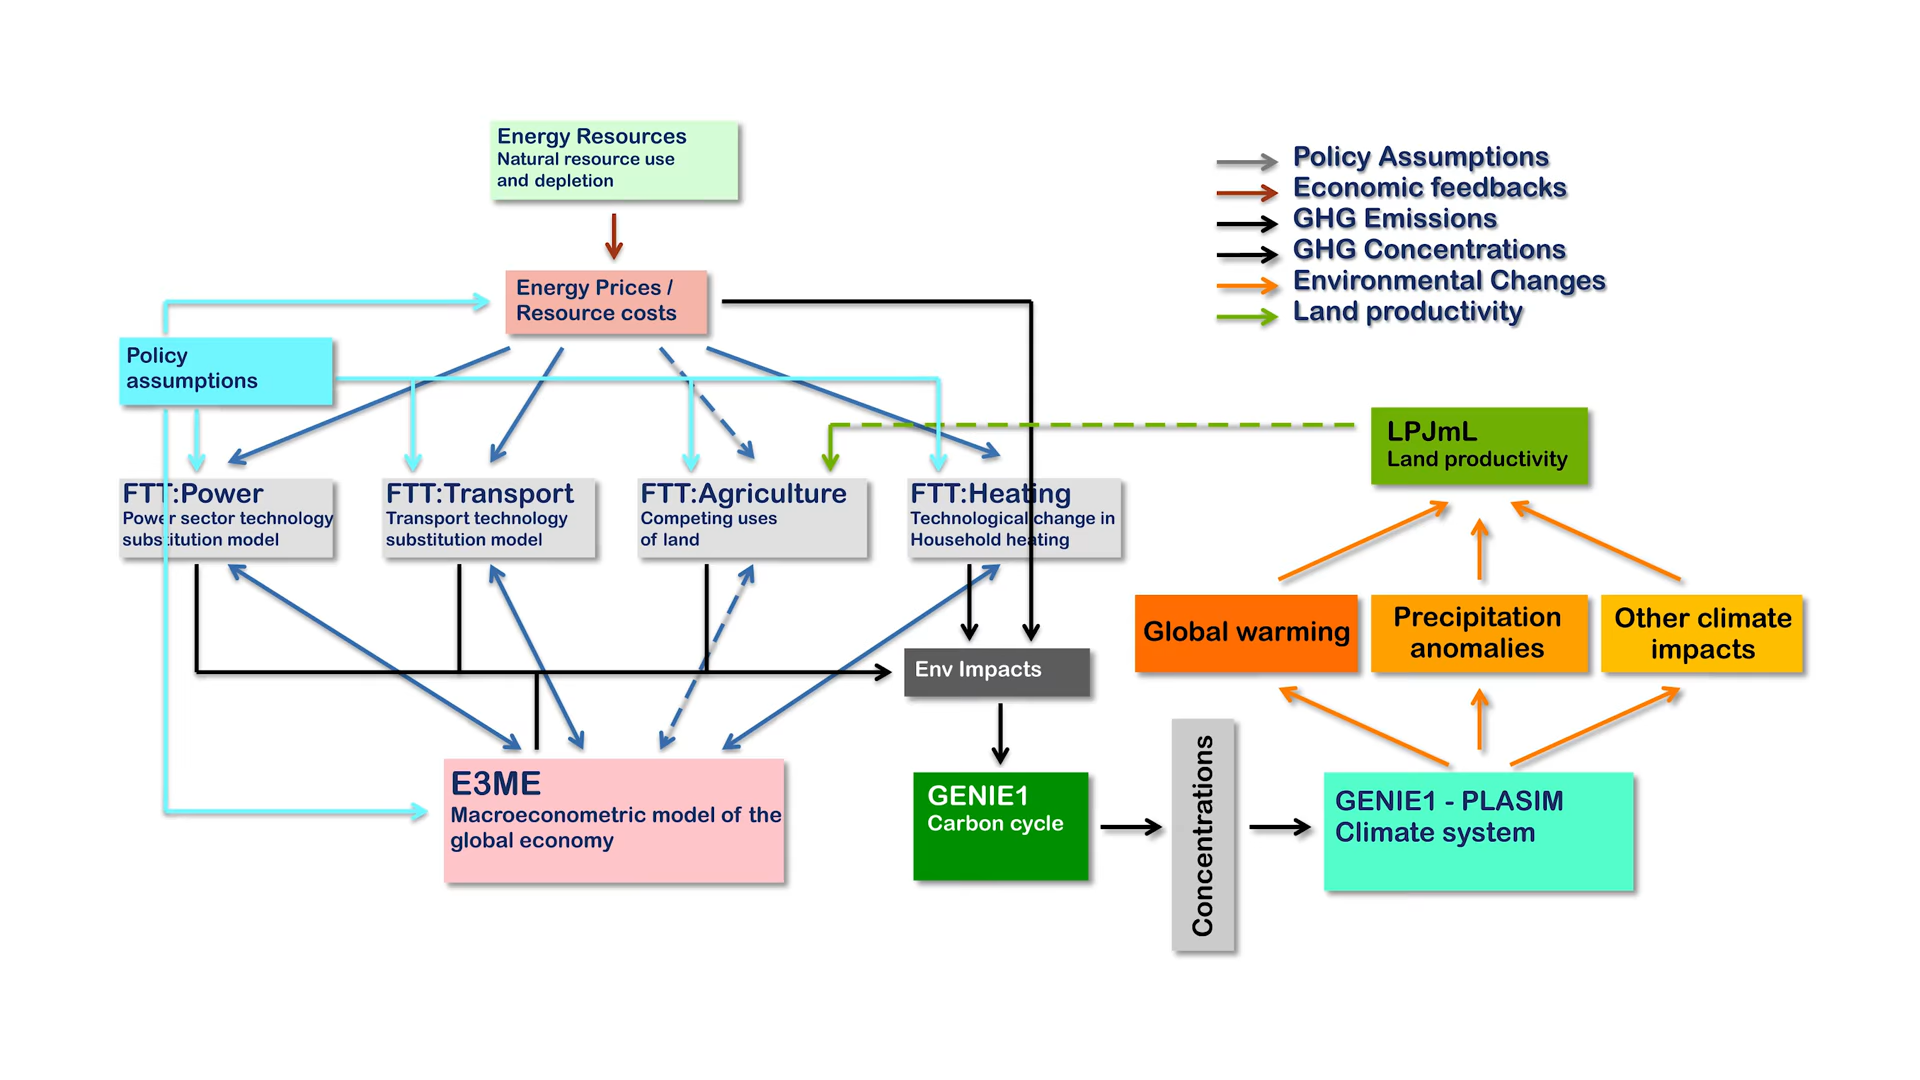 Energy Resources
Natural resource use
and depletion
Policy Assumptions
Economic feedbacks
GHG Emissions
GHG Concentrations
Environmental Changes
Land productivity
Energy Prices /
Resource costs
Policy
assumptions
LPJmL
Land productivity
FTT:Power
Power sector technology
substitution model
FTT:Transport
Transport technology
substitution model
FTT:Agriculture
Competing uses
of land
FTT:Heating
Technological change in
Household heating
Global warming
Precipitation
anomalies
Other climate
impacts
Env Impacts
E3ME
Macroeconometric model of the
global economy
GENIE1
Carbon cycle
Concentrations
GENIE1 - PLASIM
Climate system